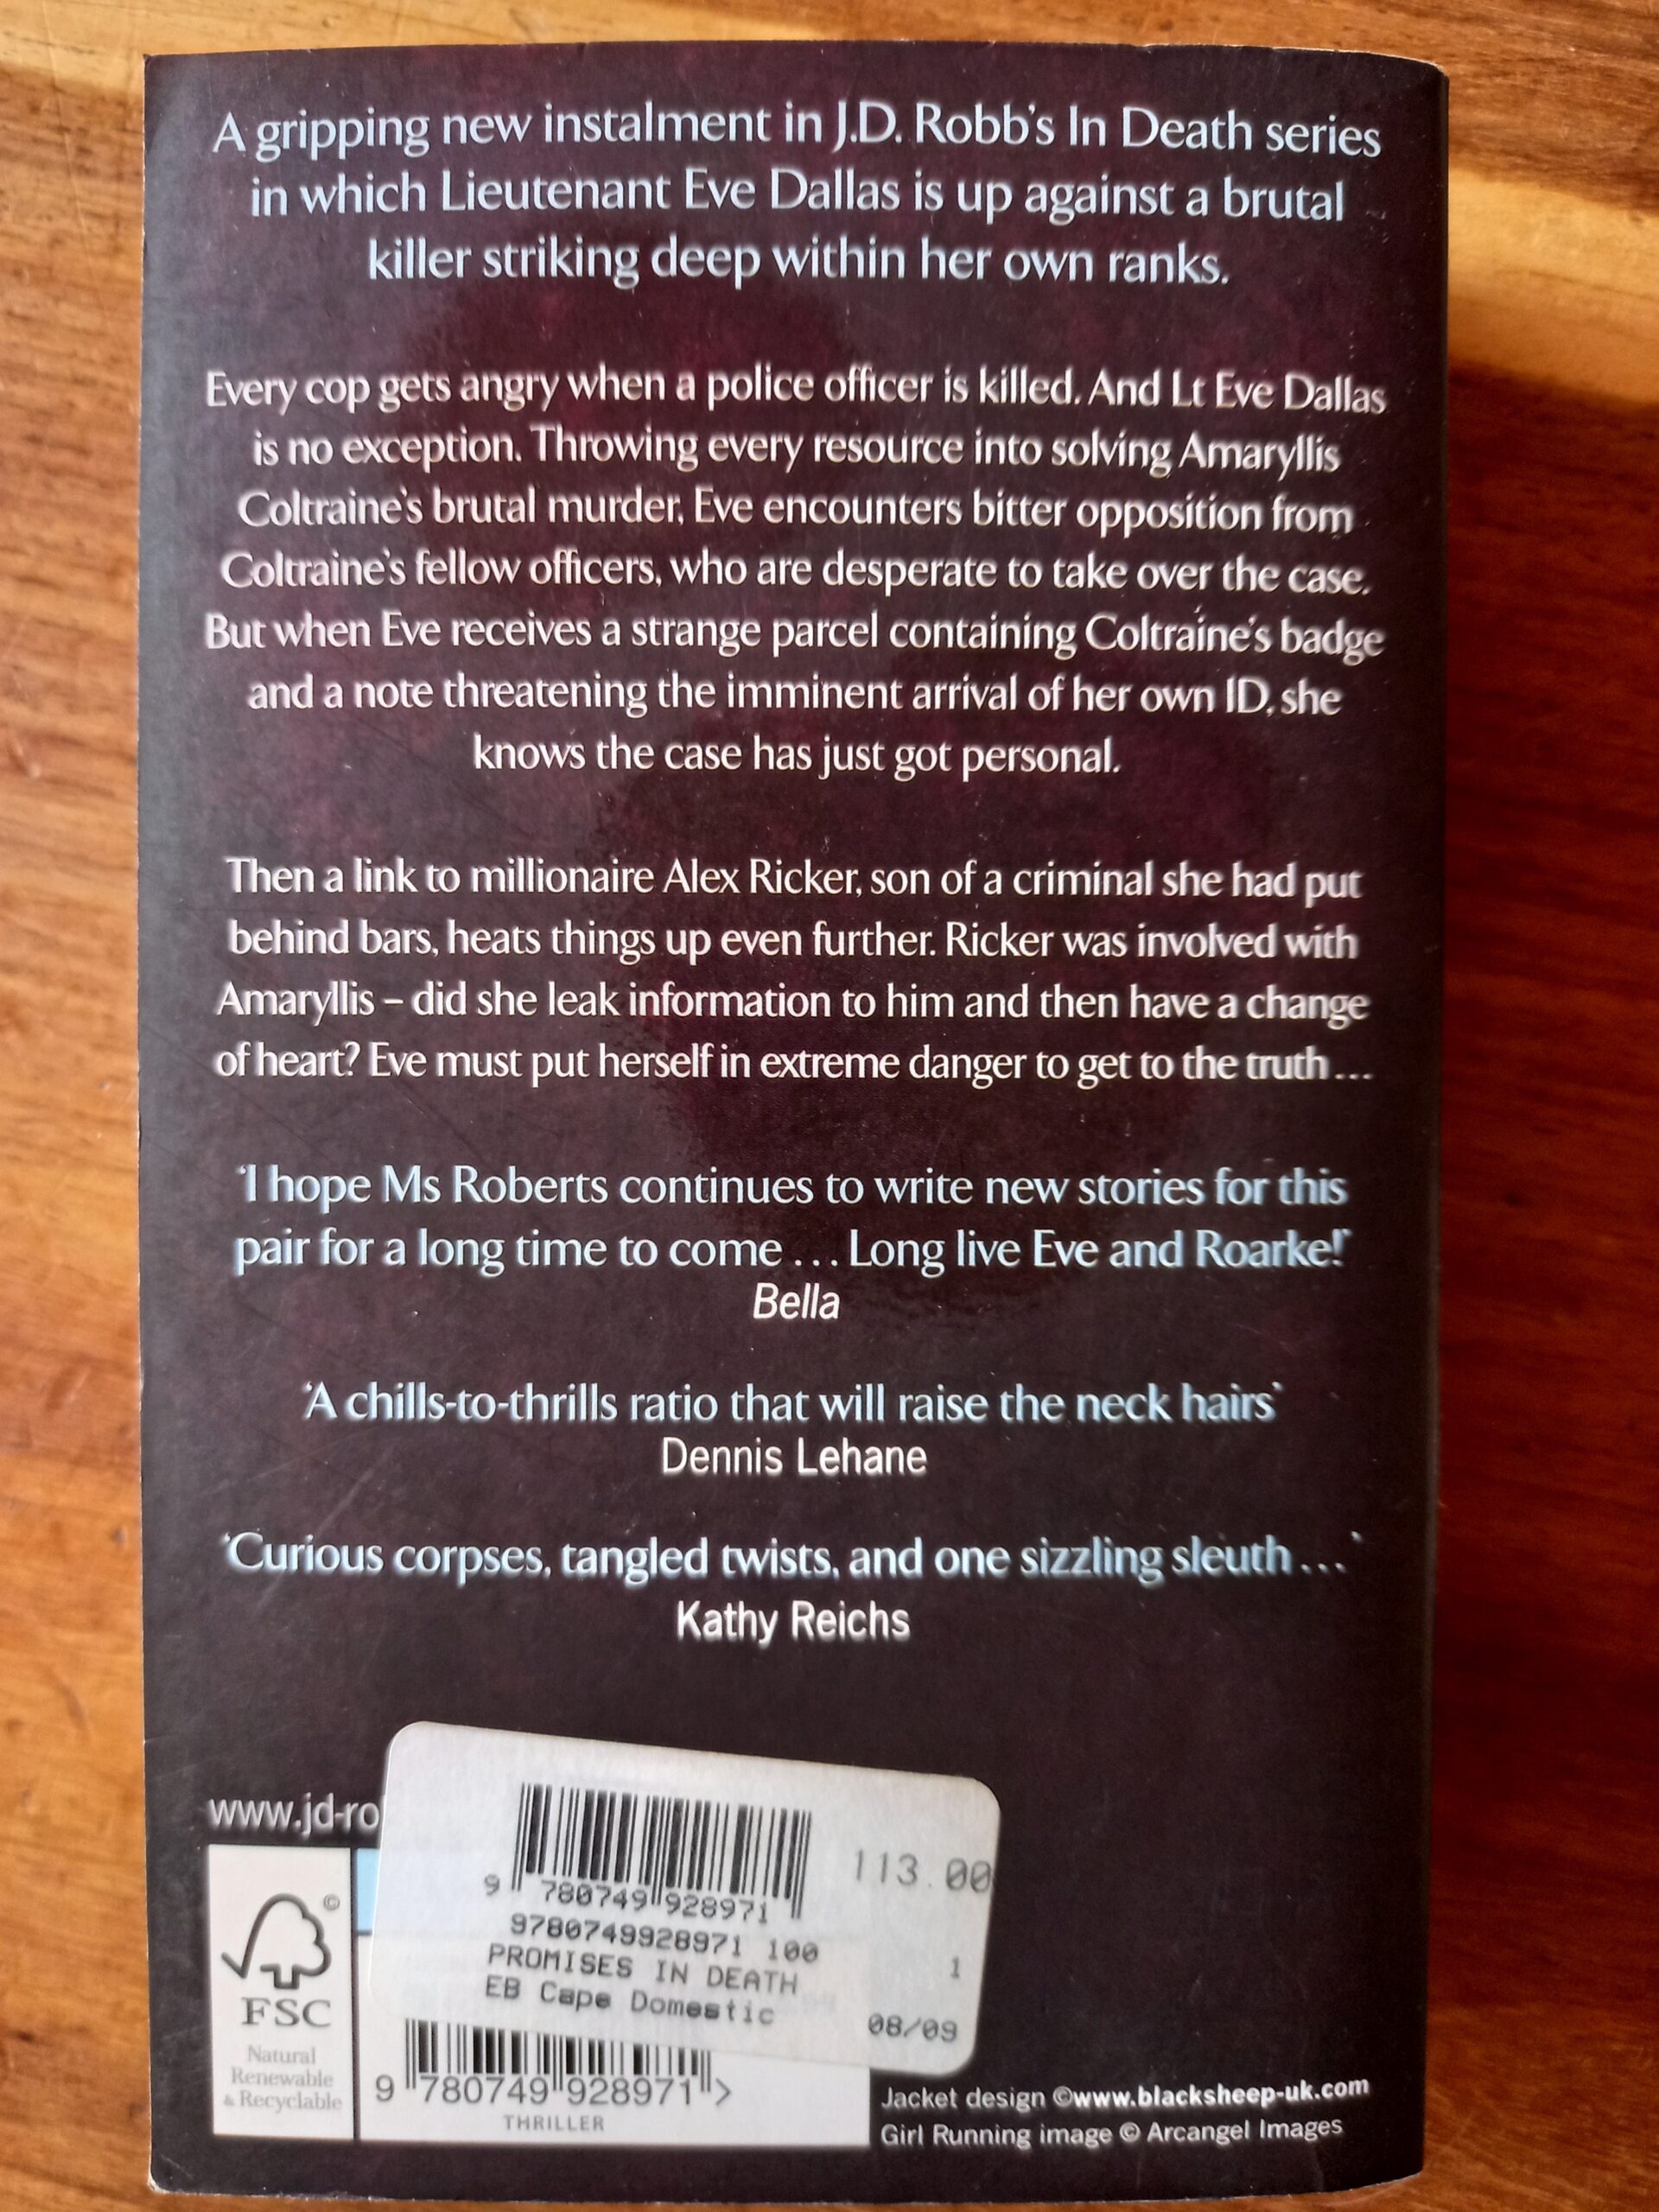 A gripping new instalment in J.D. Robb's In Death series
in which Lieutenant Eve Dallas is up against a brutal
killer striking deep within her own ranks.
Every cop gets angry when a police officer is killed. And Lt Eve Dallas
is no exception. Throwing every resource into solving Amaryllis
Coltraine's brutal murder, Eve encounters bitter opposition from
Coltraine's fellow officers, who are desperate to take over the case.
But when Eve receives a strange parcel containing Coltraine's badge
and a note threatening the imminent arrival of her own ID, she
knows the case has just got personal.
Then a link to millionaire Alex Ricker, son of a criminal she had put
behind bars, heats things up even further. Ricker was involved with
Amaryllis – did she leak information to him and then have a change
of heart? Eve must put herself in extreme danger to get to the truth ...
'I hope Ms Roberts continues to write new stories for this
pair for a long time to come ... Long live Eve and Roarke!'
Bella
'A chills-to-thrills ratio that will raise the neck hairs'
Dennis Lehane
'Curious corpses, tangled twists, and one sizzling sleuth ...'
Kathy Reichs
www.jd-ro
113.00
9 780749 928971
9780749928971 100
PROMISES IN DEATH 1
EB Cape Domestic
08/09
©
FSC
Natural
Renewable
& Recyclable
9 780749 928971 >
THRILLER
Jacket design ©www.blacksheep-uk.com
Girl Running image © Arcangel Images